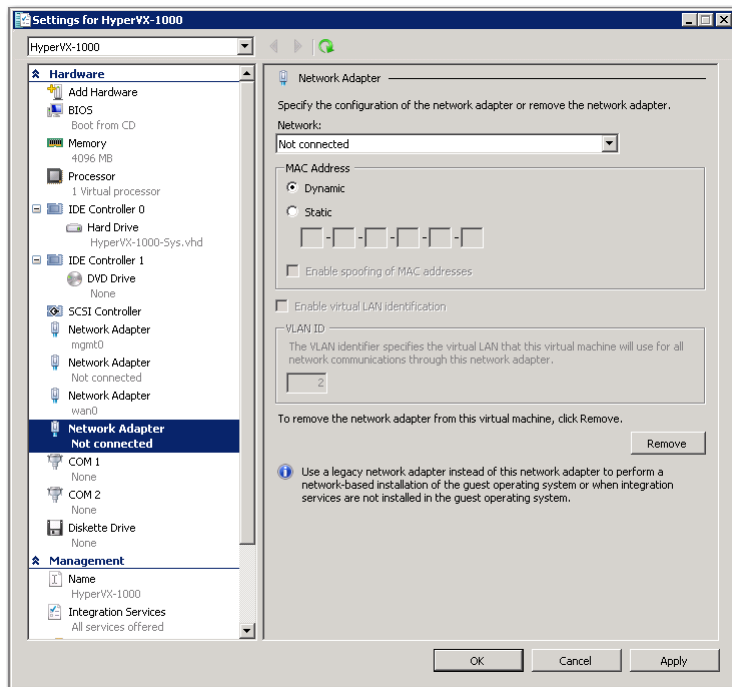 Settings for HyperVX-1000
HyperVX-1000
Hardware
Add Hardware
BIOS
Boot from CD
Memory
4096 MB
Processor
1 Virtual processor
IDE Controller 0
Hard Drive
HyperVX-1000-Sys.vhd
IDE Controller 1
DVD Drive
None
SCSI Controller
Network Adapter
mgmt0
Network Adapter
Not connected
Network Adapter
wan0
Network Adapter
Not connected
COM 1
None
COM 2
None
Diskette Drive
None
Management
Name
HyperVX-1000
Integration Services
All services offered
Network Adapter
Specify the configuration of the network adapter or remove the network adapter.
Network:
Not connected
MAC Address
Dynamic
Static
- - - - -
Enable spoofing of MAC addresses
Enable virtual LAN identification
VLAN ID
The VLAN identifier specifies the virtual LAN that this virtual machine will use for all
network communications through this network adapter.
2
To remove the network adapter from this virtual machine, click Remove.
Remove
Use a legacy network adapter instead of this network adapter to perform a
network-based installation of the guest operating system or when integration
services are not installed in the guest operating system.
OK
Cancel
Apply